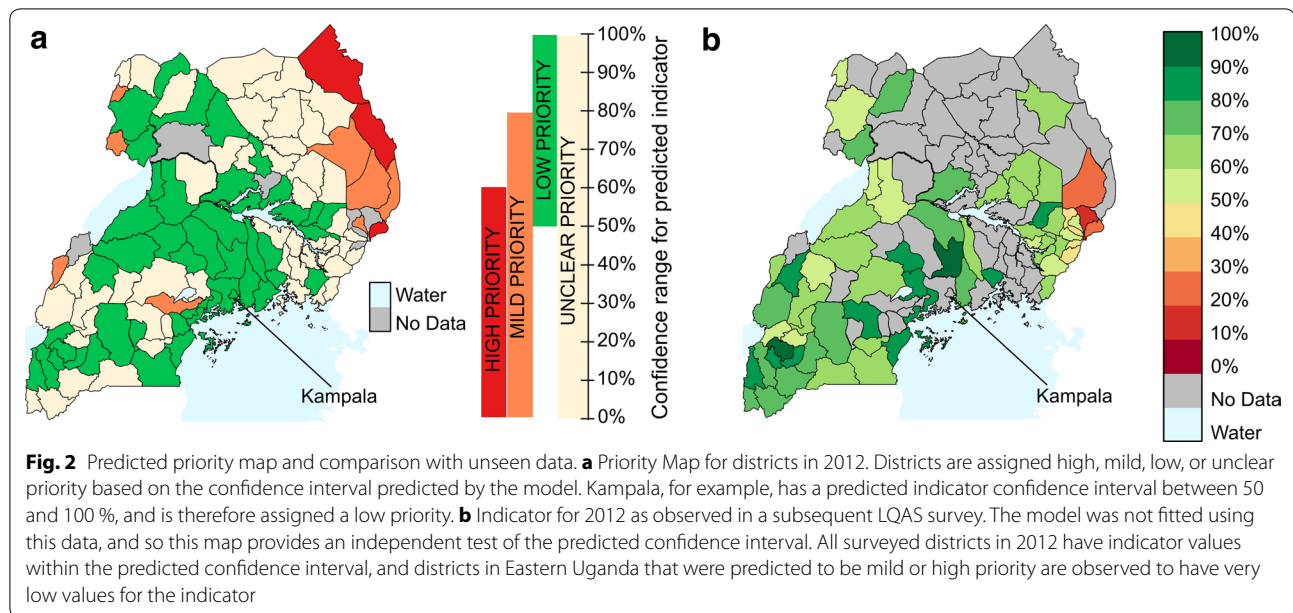 a
HIGH PRIORITY
MILD PRIORITY
LOW PRIORITY
UNCLEAR PRIORITY
100%
90%
80%
70%
60%
50%
40%
30%
20%
10%
0%
Confidence range for predicted indicator
Water
No Data
Kampala
b
100%
90%
80%
70%
60%
50%
40%
30%
20%
10%
0%
No Data
Water
Kampala
Fig. 2 Predicted priority map and comparison with unseen data. a Priority Map for districts in 2012. Districts are assigned high, mild, low, or unclear
priority based on the confidence interval predicted by the model. Kampala, for example, has a predicted indicator confidence interval between 50
and 100 %, and is therefore assigned a low priority. b Indicator for 2012 as observed in a subsequent LQAS survey. The model was not fitted using
this data, and so this map provides an independent test of the predicted confidence interval. All surveyed districts in 2012 have indicator values
within the predicted confidence interval, and districts in Eastern Uganda that were predicted to be mild or high priority are observed to have very
low values for the indicator